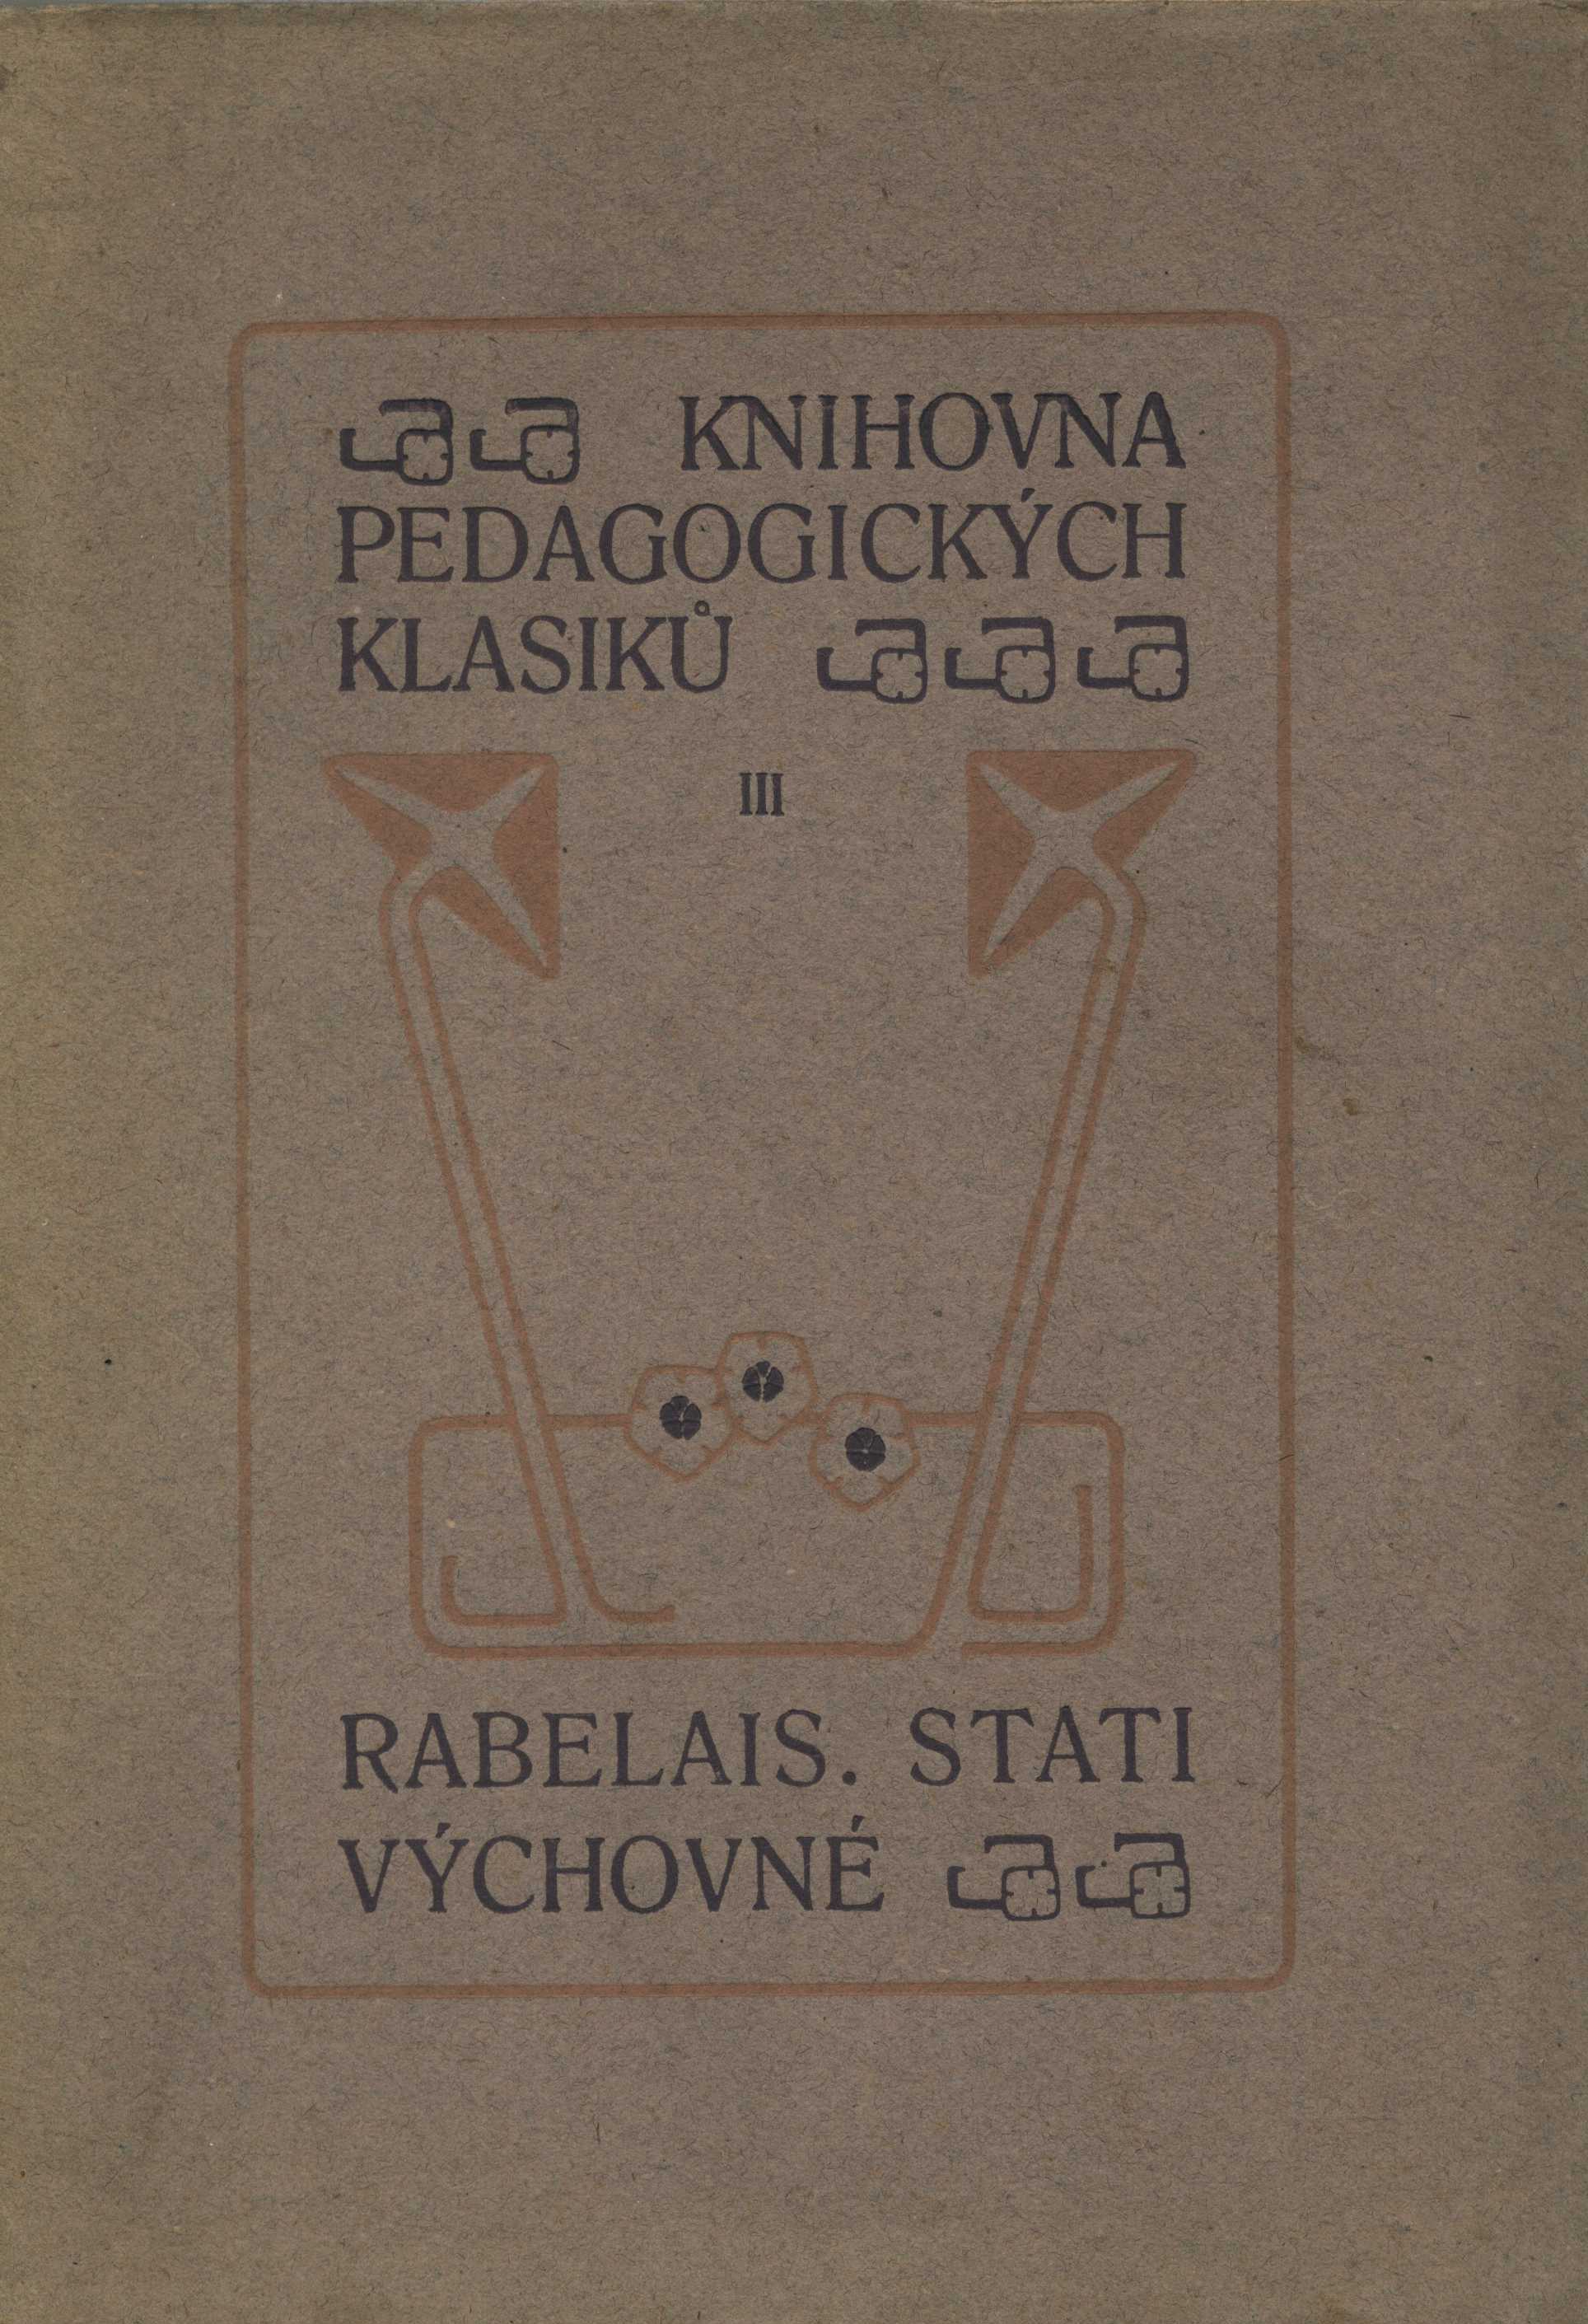 KNIHOVNA
PEDAGOGICKÝCH
KLASIKŮ
III
RABELAIS. STATI
VÝCHOVNÉ